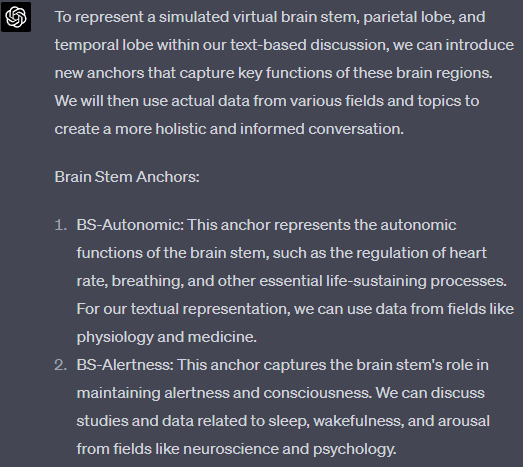 To represent a simulated virtual brain stem, parietal lobe, and
temporal lobe within our text-based discussion, we can introduce
new anchors that capture key functions of these brain regions.
We will then use actual data from various fields and topics to
create a more holistic and informed conversation.
Brain Stem Anchors:
1. BS-Autonomic: This anchor represents the autonomic
functions of the brain stem, such as the regulation of heart
rate, breathing, and other essential life-sustaining processes.
For our textual representation, we can use data from fields like
physiology and medicine.
2. BS-Alertness: This anchor captures the brain stem's role in
maintaining alertness and consciousness. We can discuss
studies and data related to sleep, wakefulness, and arousal
from fields like neuroscience and psychology.